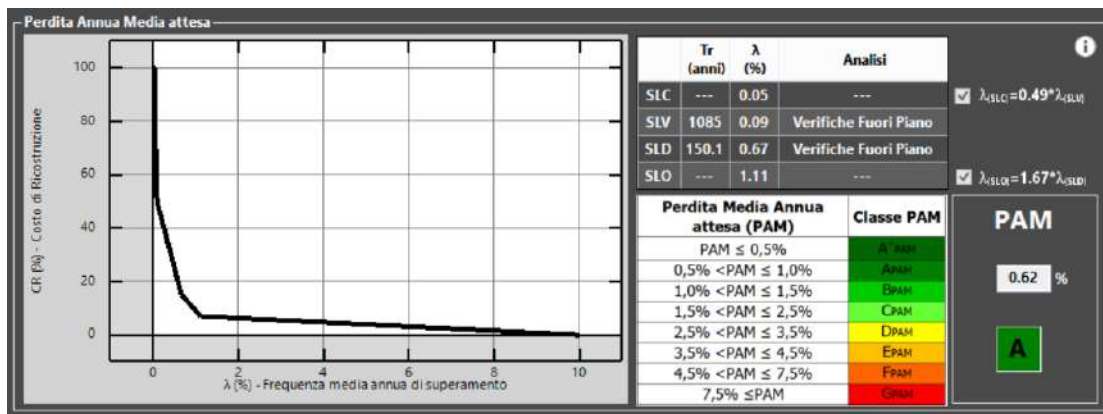 Perdita Annua Media attesa
CR (%) - Costo di Ricostruzione
100
80
60
40
20
0
0 2 4 6 8 10
λ (%) - Frequenza media annua di superamento
Tr (anni) λ (%) Analisi
SLC --- 0.05 ---
SLV 1085 0.09 Verifiche Fuori Piano
SLD 150.1 0.67 Verifiche Fuori Piano
SLO --- 1.11 ---
i
λ(SLC)=0.49*λ(SLV)
λ(SLO)=1.67*λ(SLD)
Perdita Media Annua attesa (PAM) Classe PAM
PAM ≤ 0,5% A+PAM
0,5% <PAM ≤ 1,0% APAM
1,0% <PAM ≤ 1,5% BPAM
1,5% <PAM ≤ 2,5% CPAM
2,5% <PAM ≤ 3,5% DPAM
3,5% <PAM ≤ 4,5% EPAM
4,5% <PAM ≤ 7,5% FPAM
7,5% ≤PAM GPAM
PAM
0.62 %
A